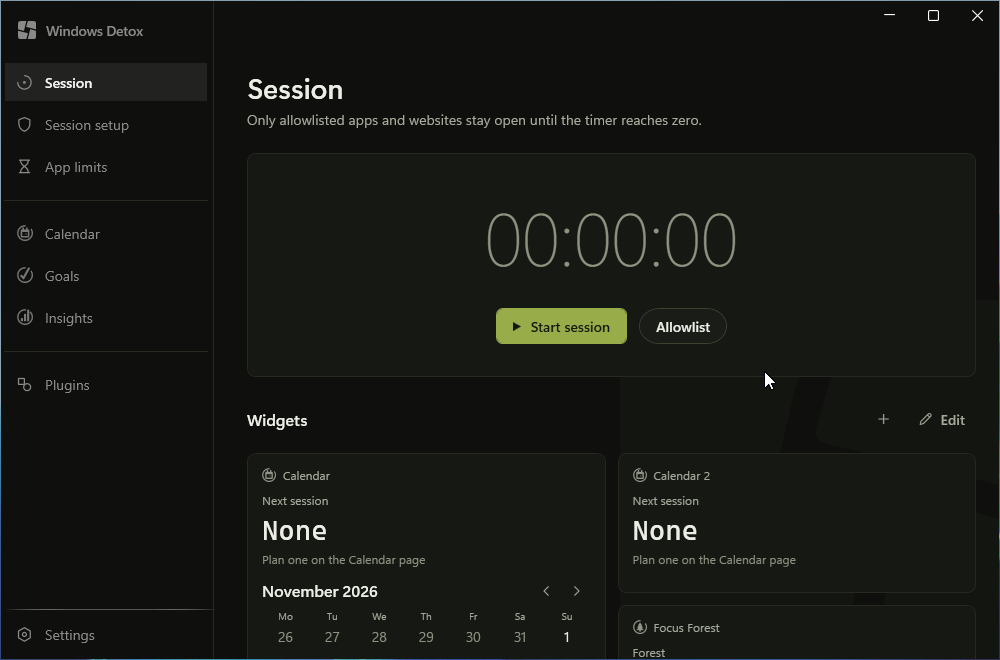 Windows Detox
Session
Session setup
App limits
Calendar
Goals
Insights
Plugins
Settings
Session
Only allowlisted apps and websites stay open until the timer reaches zero.
00:00:00
Start session
Allowlist
Widgets
Edit
Calendar
Next session
None
Plan one on the Calendar page
November 2026
Mo Tu We Th Fr Sa Su
26 27 28 29 30 31 1
Calendar 2
Next session
None
Plan one on the Calendar page
Focus Forest
Forest